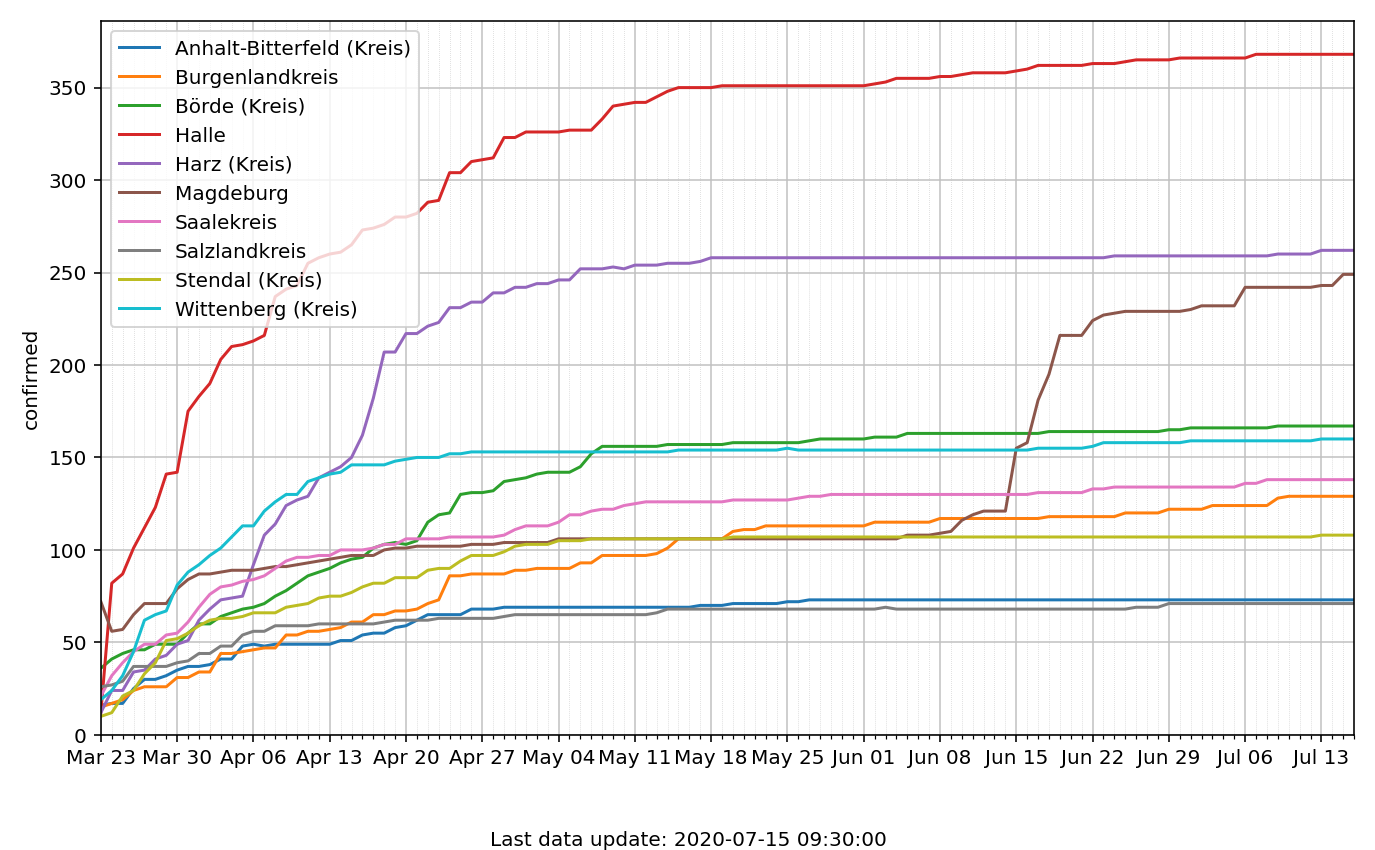 Anhalt-Bitterfeld (Kreis)
Burgenlandkreis
Börde (Kreis)
Halle
Harz (Kreis)
Magdeburg
Saalekreis
Salzlandkreis
Stendal (Kreis)
Wittenberg (Kreis)
confirmed
350
300
250
200
150
100
50
0
Mar 23 Mar 30 Apr 06 Apr 13 Apr 20 Apr 27 May 04 May 11 May 18 May 25 Jun 01 Jun 08 Jun 15 Jun 22 Jun 29 Jul 06 Jul 13
Last data update: 2020-07-15 09:30:00